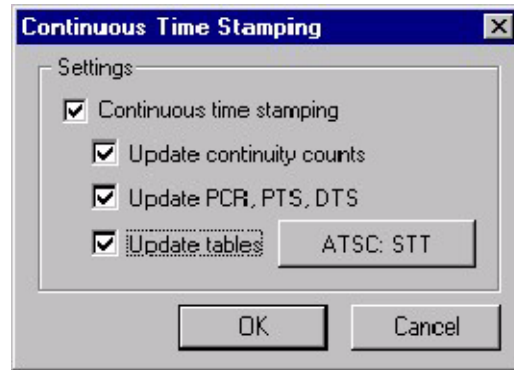 Continuous Time Stamping
Settings
Continuous time stamping
Update continuity counts
Update PCR, PTS, DTS
Update tables
ATSC: STT
OK
Cancel